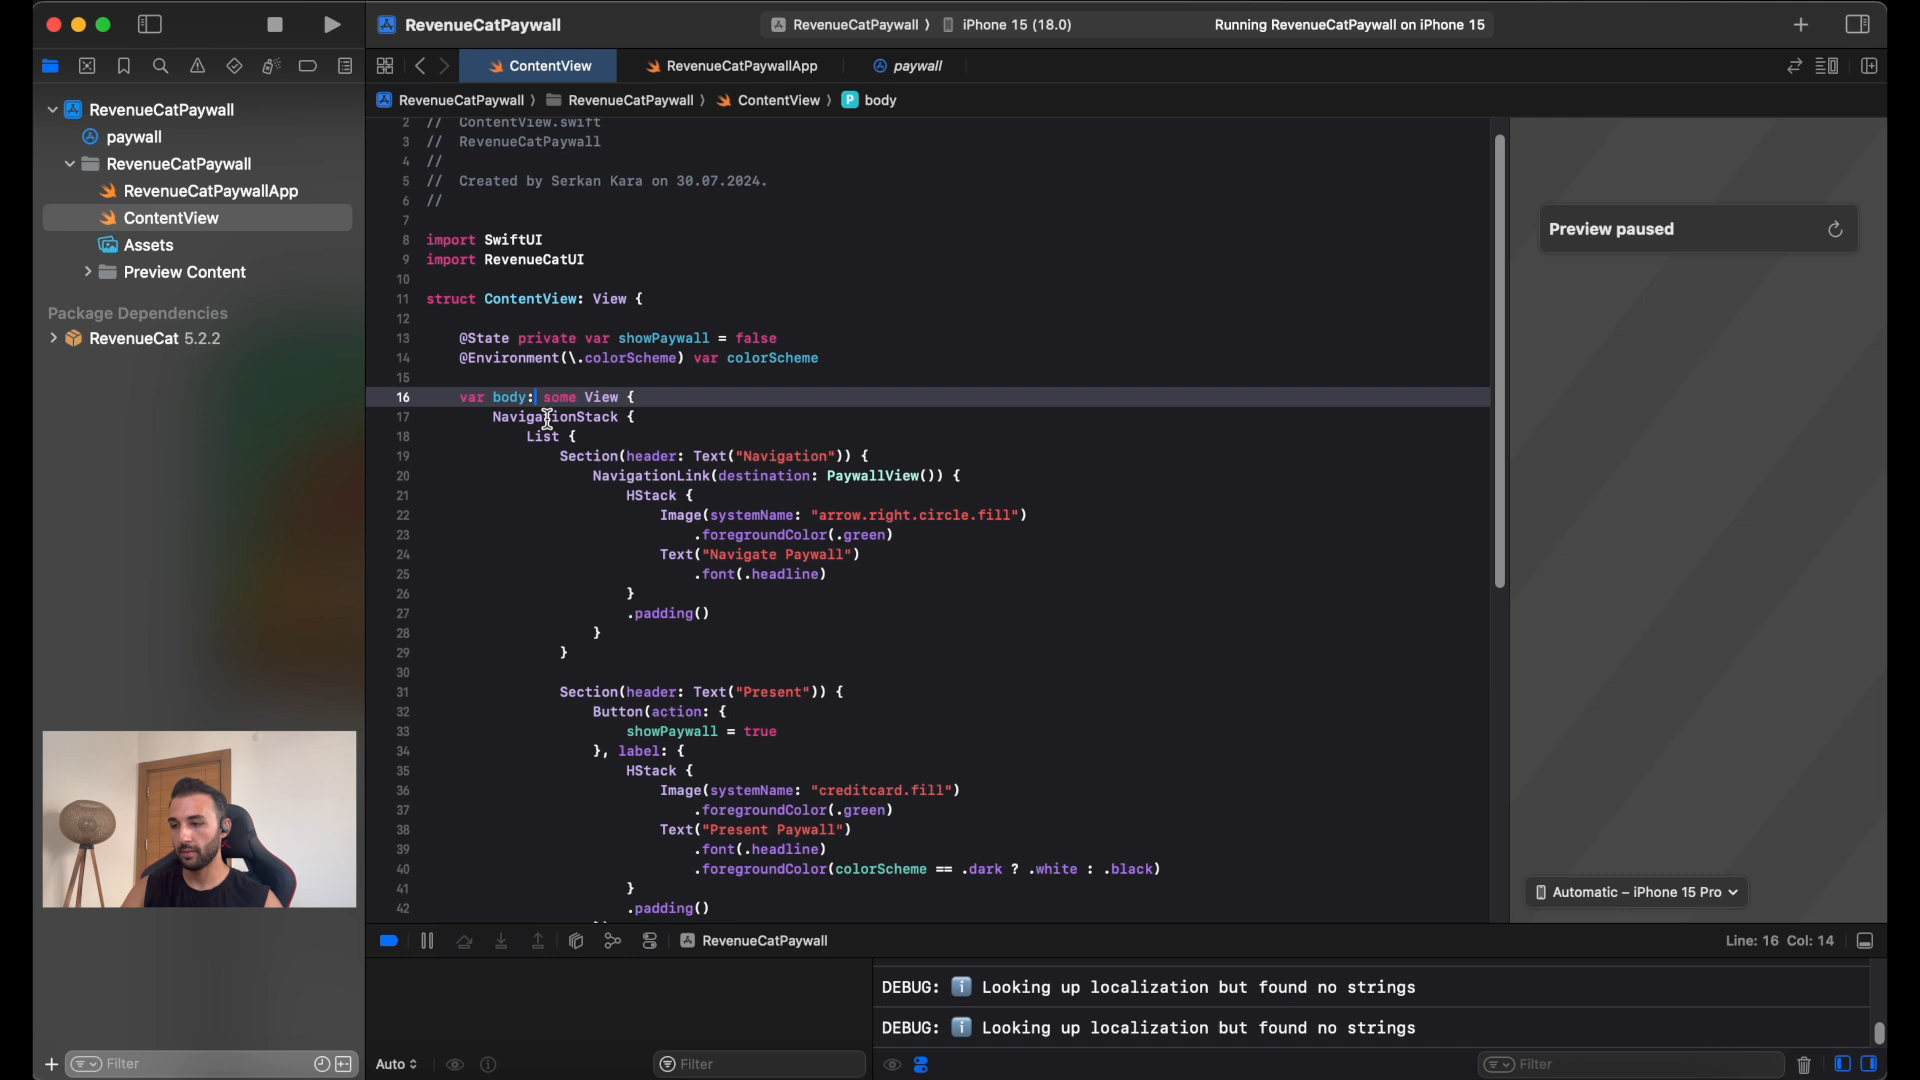 RevenueCatPaywall
RevenueCatPaywall
iPhone 15 (18.0)
Running RevenueCatPaywall on iPhone 15
ContentView
RevenueCatPaywallApp
paywall
RevenueCatPaywall
RevenueCatPaywall
ContentView
P body
RevenueCatPaywall
paywall
RevenueCatPaywall
RevenueCatPaywallApp
ContentView
Assets
Preview Content
Package Dependencies
RevenueCat 5.2.2
2 // ContentView.swift
3 // RevenueCatPaywall
4 //
5 // Created by Serkan Kara on 30.07.2024.
6 //
7
8 import SwiftUI
9 import RevenueCatUI
10
11 struct ContentView: View {
12
13 @State private var showPaywall = false
14 @Environment(\.colorScheme) var colorScheme
15
16 var body: some View {
17 NavigationStack {
18 List {
19 Section(header: Text("Navigation")) {
20 NavigationLink(destination: PaywallView()) {
21 HStack {
22 Image(systemName: "arrow.right.circle.fill")
23 .foregroundColor(.green)
24 Text("Navigate Paywall")
25 .font(.headline)
26 }
27 .padding()
28 }
29 }
30
31 Section(header: Text("Present")) {
32 Button(action: {
33 showPaywall = true
34 }, label: {
35 HStack {
36 Image(systemName: "creditcard.fill")
37 .foregroundColor(.green)
38 Text("Present Paywall")
39 .font(.headline)
40 .foregroundColor(colorScheme == .dark ? .white : .black)
41 }
42 .padding()
Preview paused
Automatic – iPhone 15 Pro
RevenueCatPaywall
Line: 16 Col: 14
DEBUG: ℹ️ Looking up localization but found no strings
DEBUG: ℹ️ Looking up localization but found no strings
Filter
Auto
Filter
Filter